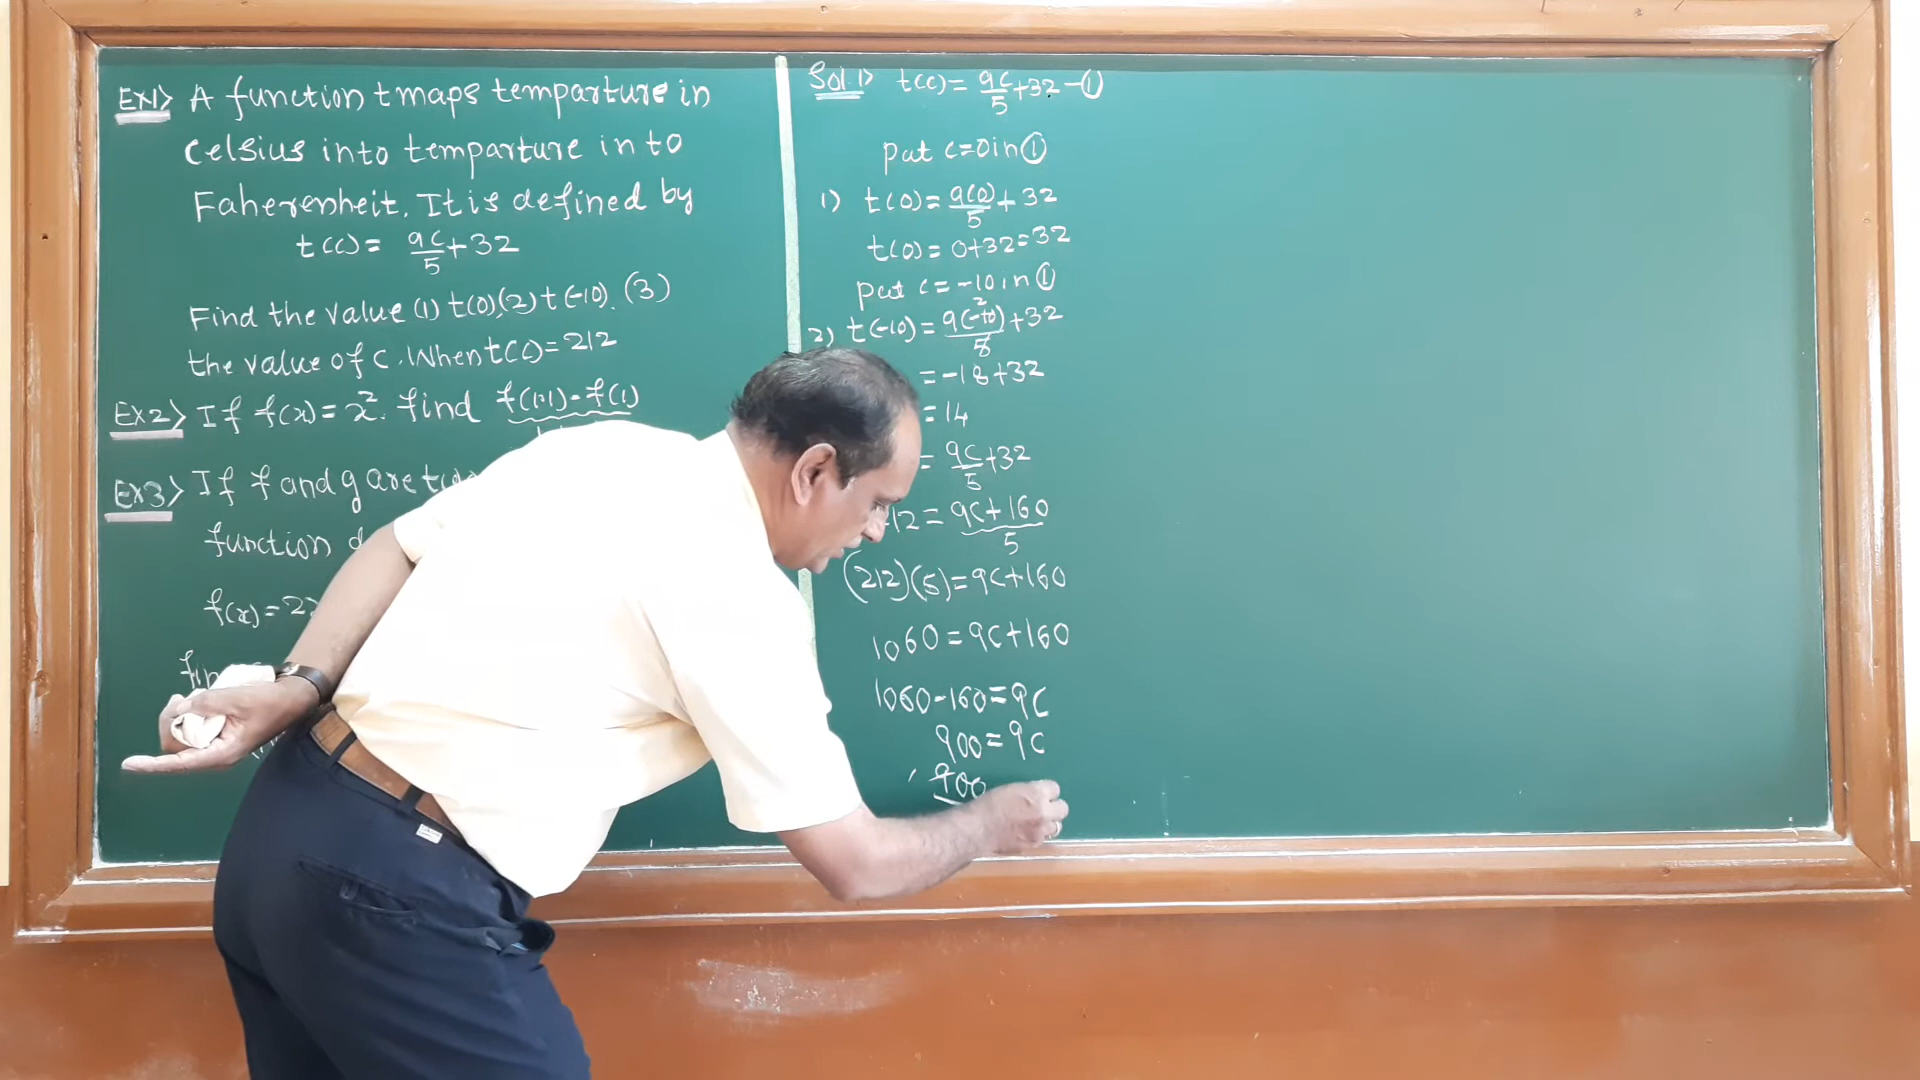 Ex1> A function t maps temparture in
celsius into temparture in to
Faherenheit. It is defined by
t(c) = 9c/5 + 32
Find the value (1) t(0), (2) t(-10). (3)
the value of c. When t(c) = 212
Ex2> If f(x) = x². find f(1.1) - f(1)
Ex3> If f and g are
function
f(x) = 2x
Sol.1> t(c) = 9c/5 + 32 - ①
put c=0 in ①
1) t(0) = 9(0)/5 + 32
t(0) = 0+32 = 32
put c = -10 in ①
2) t(-10) = 9(-10)/5 + 32
2
= -18+32
= 14
= 9c/5 + 32
12 = 9c+160/5
(212)(5) = 9c+160
1060 = 9c+160
1060-160 = 9c
900 = 9c
900